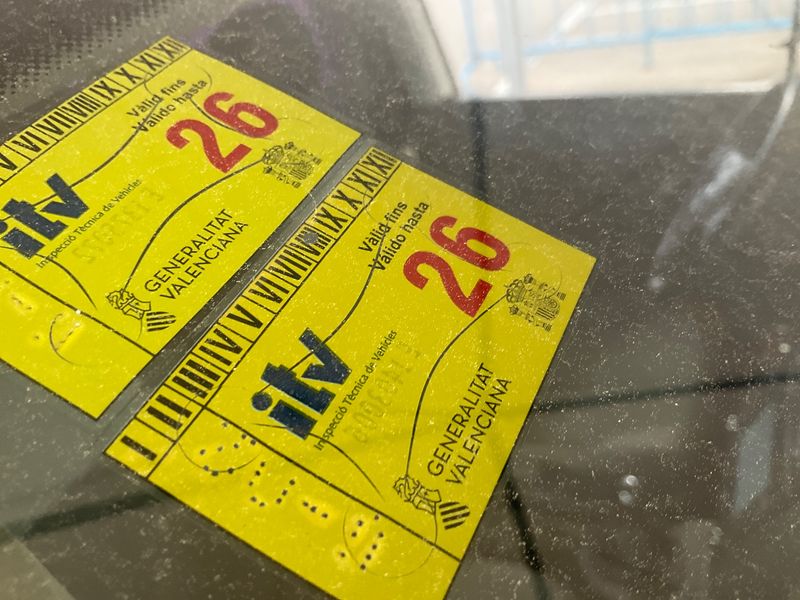 V VI VII VIII IX X XI XII
Vàlid fins
Válido hasta
26
itv
Inspecció Tècnica de Vehicles
GENERALITAT
VALENCIANA
I II III IV V VI VII VIII IX X XI XII
Vàlid fins
Válido hasta
26
itv
Inspecció Tècnica de Vehicles
GENERALITAT
VALENCIANA